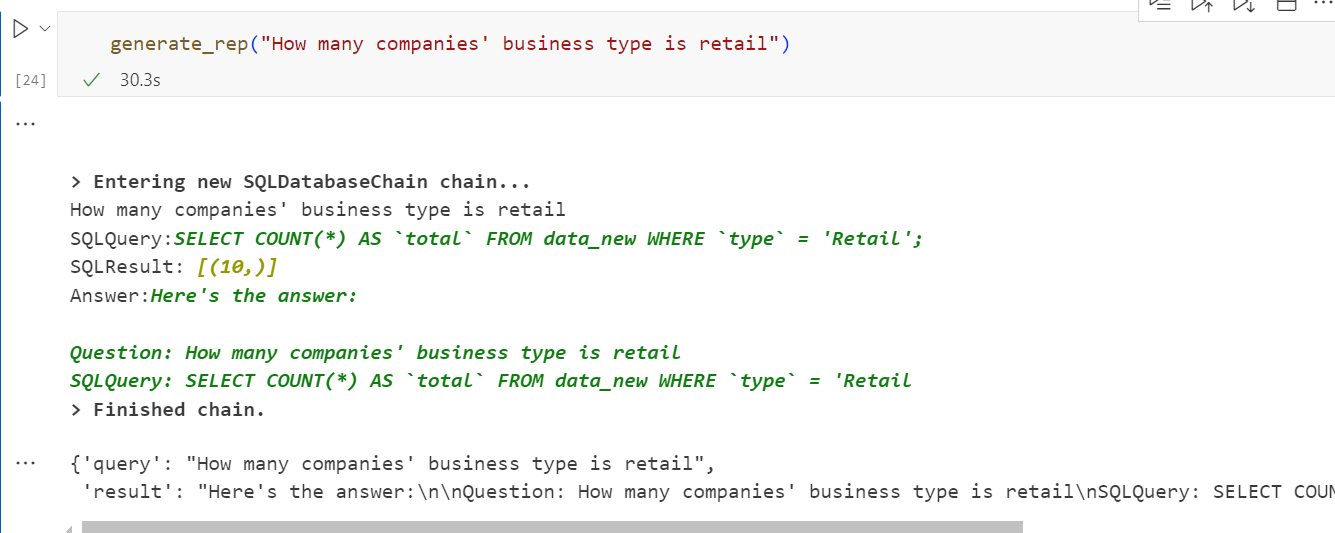 generate_rep("How many companies' business type is retail")
[24]
30.3s
...
> Entering new SQLDatabaseChain chain...
How many companies' business type is retail
SQLQuery:SELECT COUNT(*) AS `total` FROM data_new WHERE `type` = 'Retail';
SQLResult: [(10,)]
Answer:Here's the answer:
Question: How many companies' business type is retail
SQLQuery: SELECT COUNT(*) AS `total` FROM data_new WHERE `type` = 'Retail
> Finished chain.
... {'query': "How many companies' business type is retail",
'result': "Here's the answer:\n\nQuestion: How many companies' business type is retail\nSQLQuery: SELECT COUN